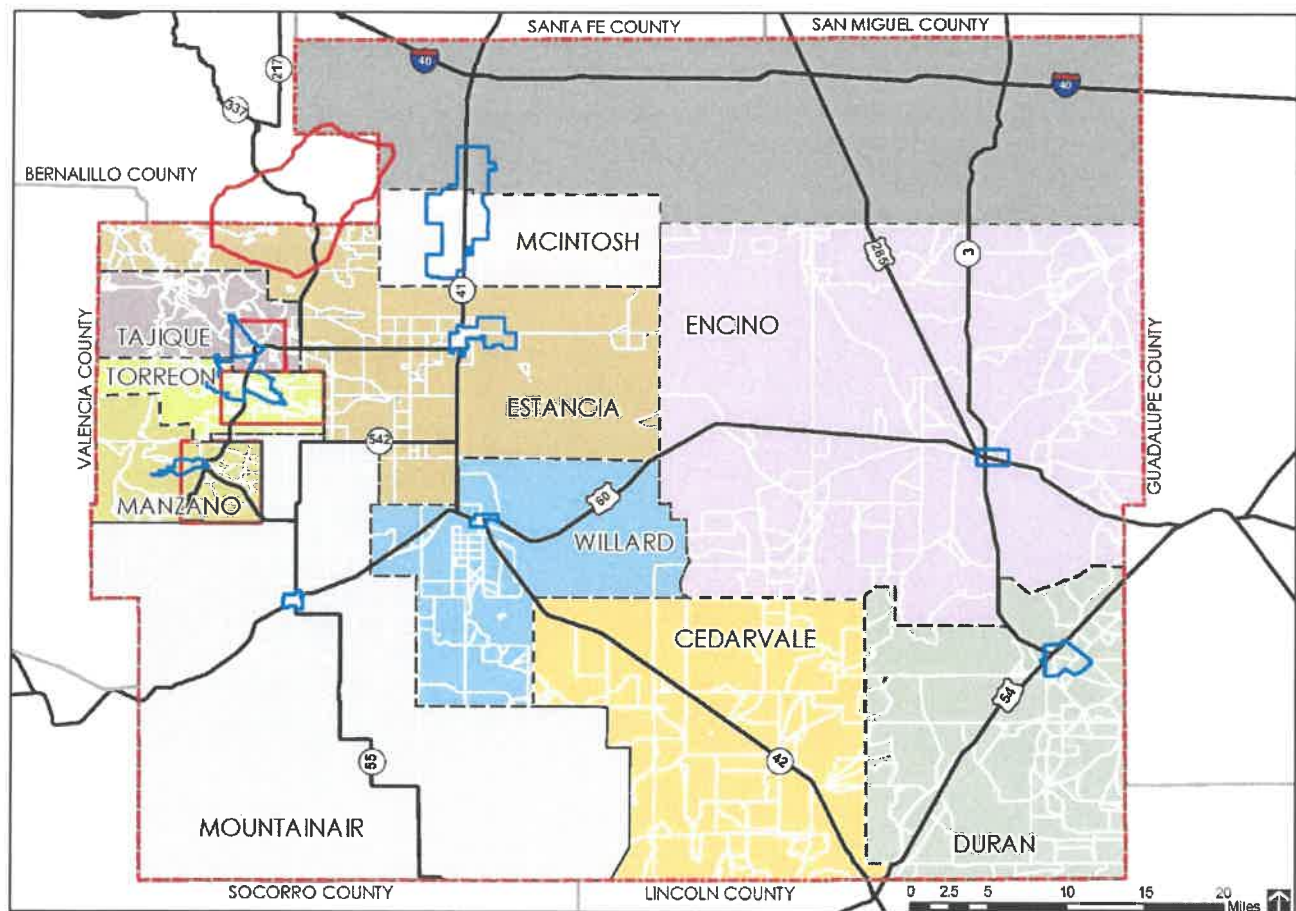 SANTA FE COUNTY
SAN MIGUEL COUNTY
217
40
40
337
BERNALILLO COUNTY
MCINTOSH
285
3
41
TAJIQUE
ENCINO
VALENCIA COUNTY
TORREON
GUADALUPE COUNTY
ESTANCIA
542
60
MANZANO
WILLARD
CEDARVALE
54
55
42
MOUNTAINAIR
DURAN
SOCORRO COUNTY
LINCOLN COUNTY
0 2.5 5 10 15 20
Miles